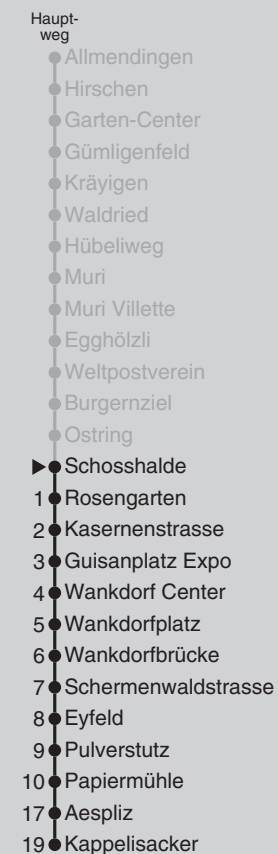 Haupt-
weg
Allmendingen
Hirschen
Garten-Center
Gümligenfeld
Kräyigen
Waldried
Hübeliweg
Muri
Muri Villette
Egghölzli
Weltpostverein
Burgernziel
Ostring
Schosshalde
1 Rosengarten
2 Kasernenstrasse
3 Guisanplatz Expo
4 Wankdorf Center
5 Wankdorfplatz
6 Wankdorfbrücke
7 Schermenwaldstrasse
8 Eyfeld
9 Pulverstutz
10 Papiermühle
17 Aespliz
19 Kappelisacker